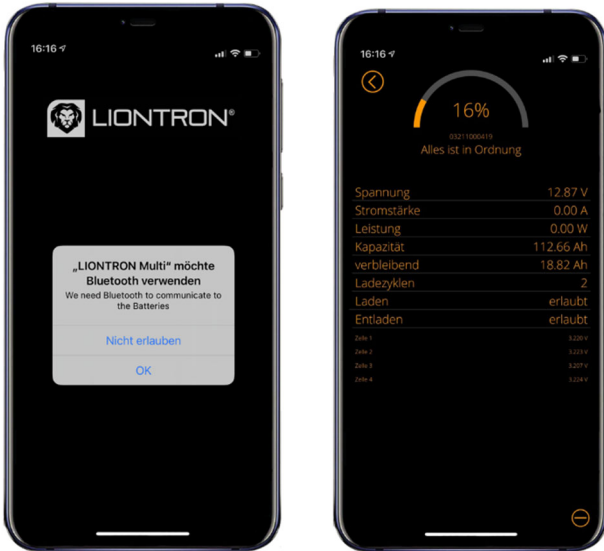 16:16
LIONTRON®
„LIONTRON Multi“ möchte
Bluetooth verwenden
We need Bluetooth to communicate to
the Batteries
Nicht erlauben
OK
16:16
16%
03211000419
Alles ist in Ordnung
Spannung 12.87 V
Stromstärke 0.00 A
Leistung 0.00 W
Kapazität 112.66 Ah
verbleibend 18.82 Ah
Ladezyklen 2
Laden erlaubt
Entladen erlaubt
Zelle 1 3.220 V
Zelle 2 3.223 V
Zelle 3 3.207 V
Zelle 4 3.224 V